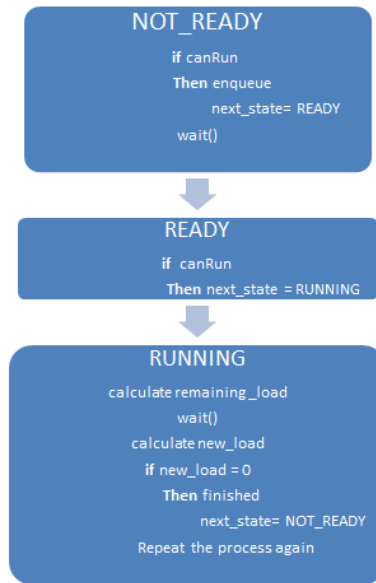 NOT_READY
if canRun
Then enqueue
next_state= READY
wait()
READY
if canRun
Then next_state = RUNNING
RUNNING
calculate remaining_load
wait()
calculate new_load
if new_load = 0
Then finished
next_state= NOT_READY
Repeat the process again